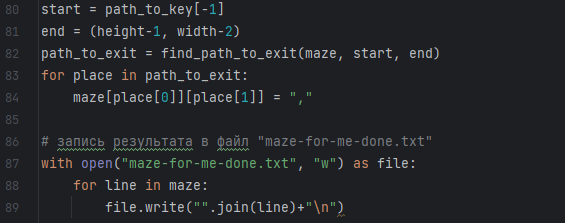 80 start = path_to_key[-1]
81 end = (height-1, width-2)
82 path_to_exit = find_path_to_exit(maze, start, end)
83 for place in path_to_exit:
84     maze[place[0]][place[1]] = ","
85
86 # запись результата в файл "maze-for-me-done.txt"
87 with open("maze-for-me-done.txt", "w") as file:
88     for line in maze:
89         file.write("".join(line)+"\n")